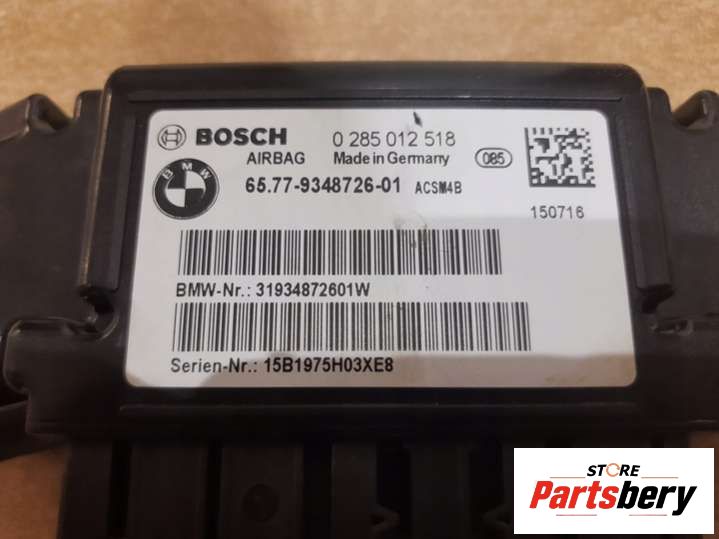 BOSCH 0 285 012 518
AIRBAG Made in Germany 085
BMW 65.77-9348726-01 ACSM4B
150716
BMW-Nr.: 31934872601W
Serien-Nr.: 15B1975H03XE8
STORE
Partsbery